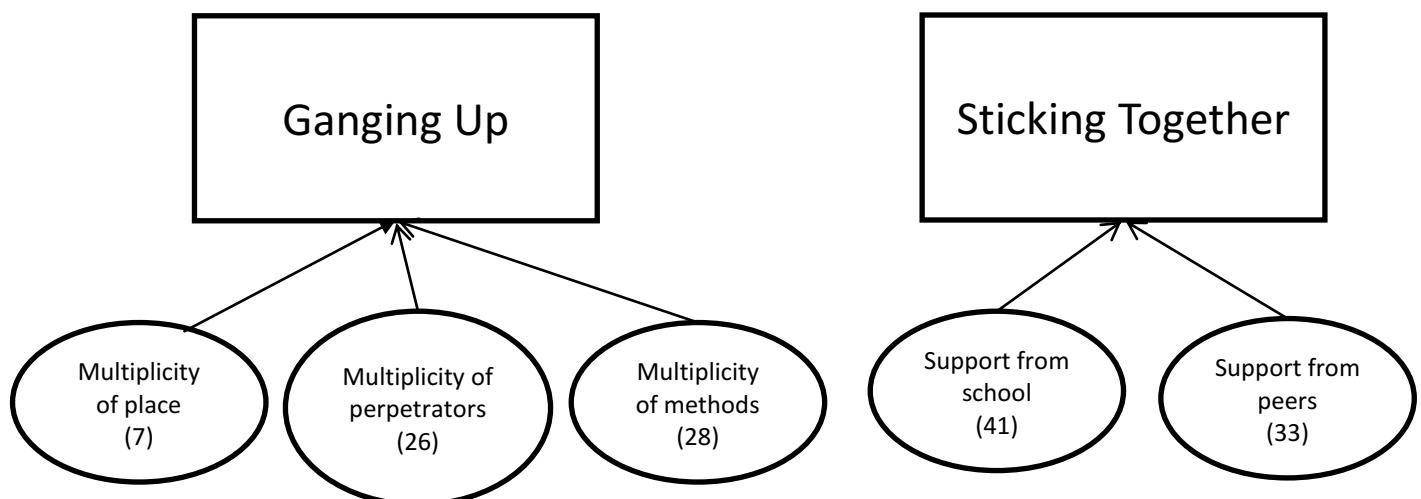 Ganging Up
Sticking Together
Multiplicity
of place
(7)
Multiplicity of
perpetrators
(26)
Multiplicity
of methods
(28)
Support from
school
(41)
Support from
peers
(33)